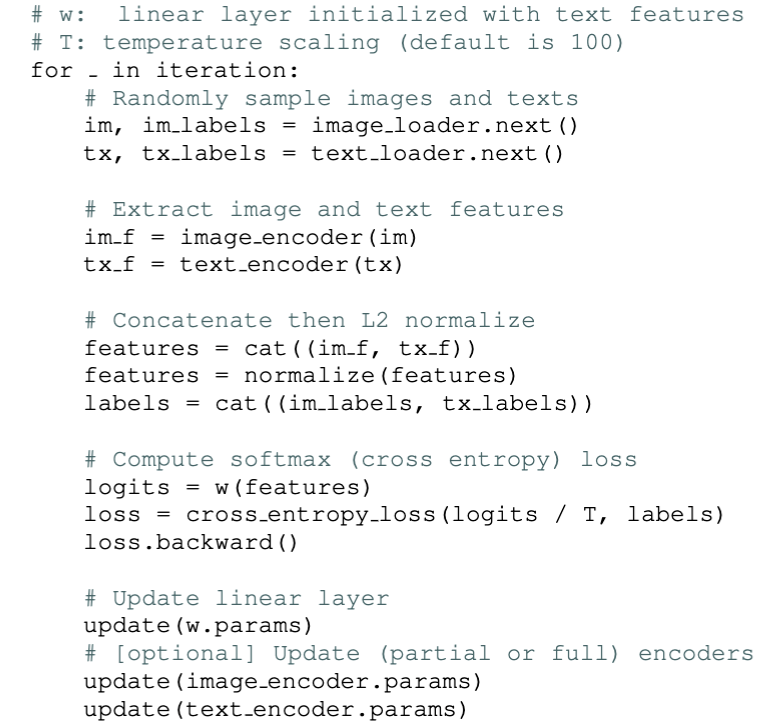 # w:  linear layer initialized with text features
# T: temperature scaling (default is 100)
for _ in iteration:
    # Randomly sample images and texts
    im, im_labels = image_loader.next()
    tx, tx_labels = text_loader.next()

    # Extract image and text features
    im_f = image_encoder(im)
    tx_f = text_encoder(tx)

    # Concatenate then L2 normalize
    features = cat((im_f, tx_f))
    features = normalize(features)
    labels = cat((im_labels, tx_labels))

    # Compute softmax (cross entropy) loss
    logits = w(features)
    loss = cross_entropy_loss(logits / T, labels)
    loss.backward()

    # Update linear layer
    update(w.params)
    # [optional] Update (partial or full) encoders
    update(image_encoder.params)
    update(text_encoder.params)